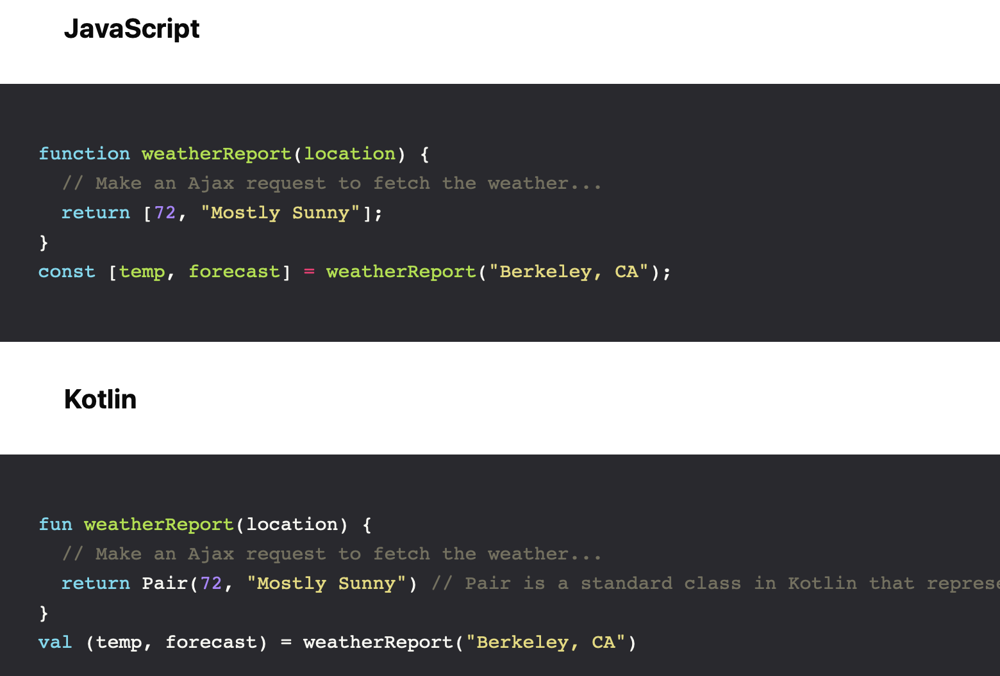 JavaScript
function weatherReport(location) {
  // Make an Ajax request to fetch the weather...
  return [72, "Mostly Sunny"];
}
const [temp, forecast] = weatherReport("Berkeley, CA");
Kotlin
fun weatherReport(location) {
  // Make an Ajax request to fetch the weather...
  return Pair(72, "Mostly Sunny") // Pair is a standard class in Kotlin that
}
val (temp, forecast) = weatherReport("Berkeley, CA")